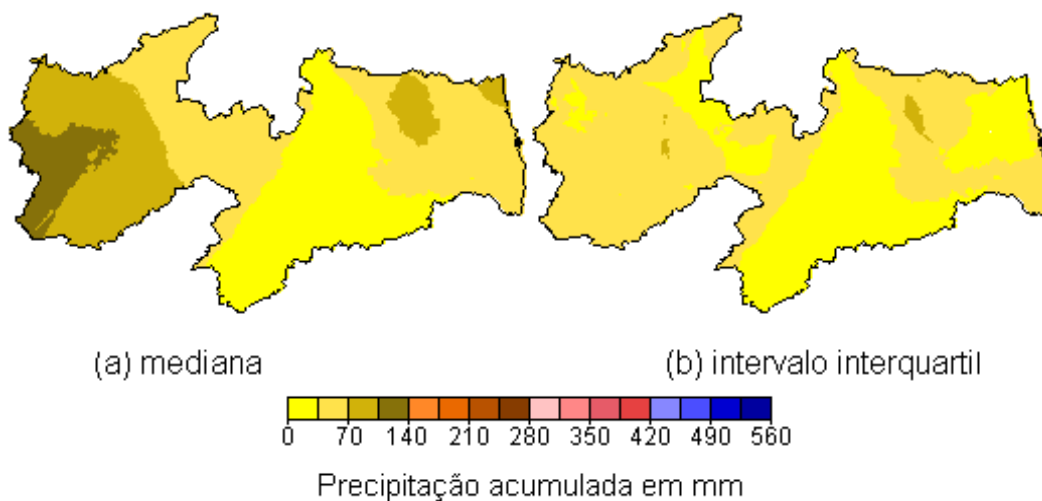 (a) mediana
(b) intervalo interquartil
0 70 140 210 280 350 420 490 560
Precipitação acumulada em mm